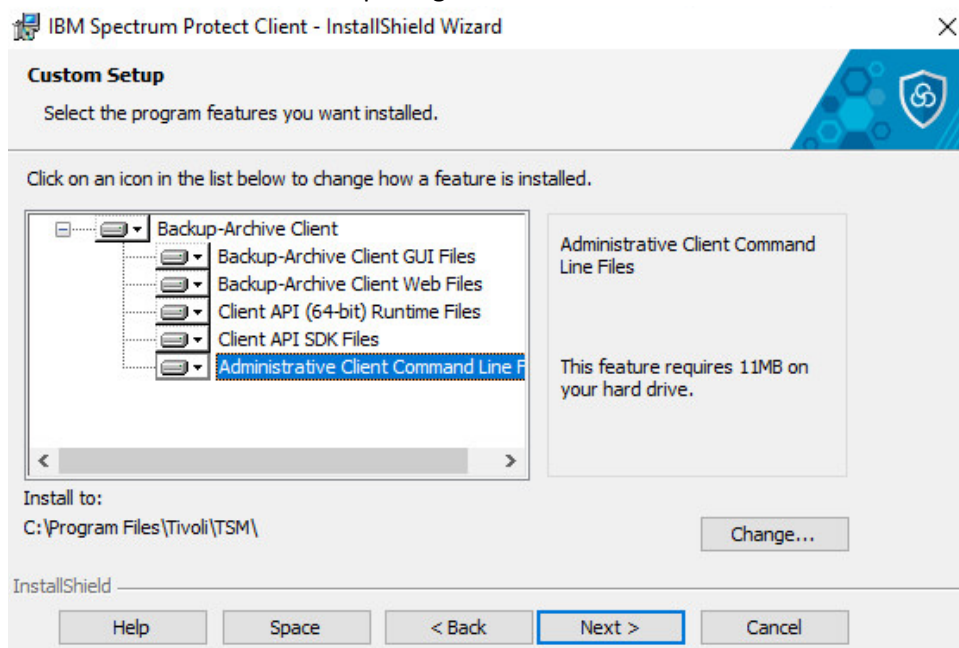 IBM Spectrum Protect Client - InstallShield Wizard
Custom Setup
Select the program features you want installed.
Click on an icon in the list below to change how a feature is installed.
Backup-Archive Client
Backup-Archive Client GUI Files
Backup-Archive Client Web Files
Client API (64-bit) Runtime Files
Client API SDK Files
Administrative Client Command Line F
Administrative Client Command
Line Files
This feature requires 11MB on
your hard drive.
Install to:
C:\Program Files\Tivoli\TSM\
Change...
InstallShield
Help
Space
< Back
Next >
Cancel